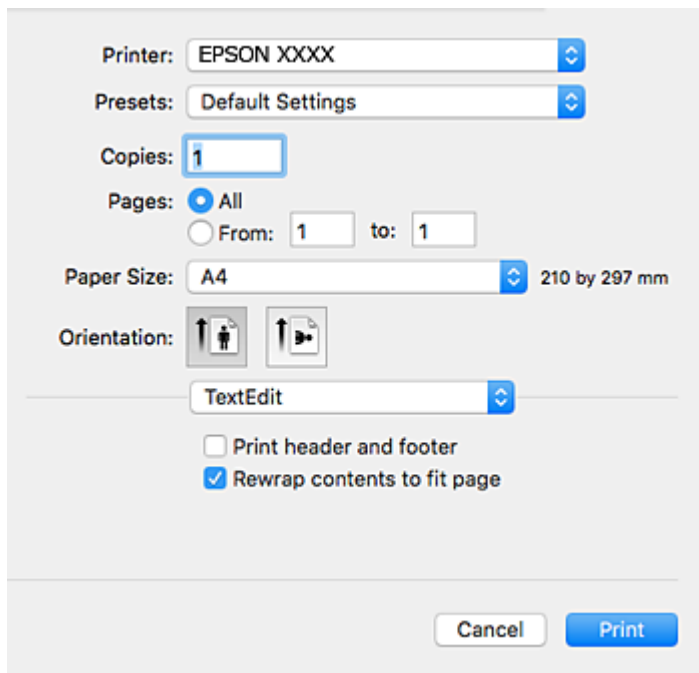 Printer: EPSON XXXX
Presets: Default Settings
Copies: 1
Pages: All
From: 1 to: 1
Paper Size: A4 210 by 297 mm
Orientation:
TextEdit
Print header and footer
Rewrap contents to fit page
Cancel Print